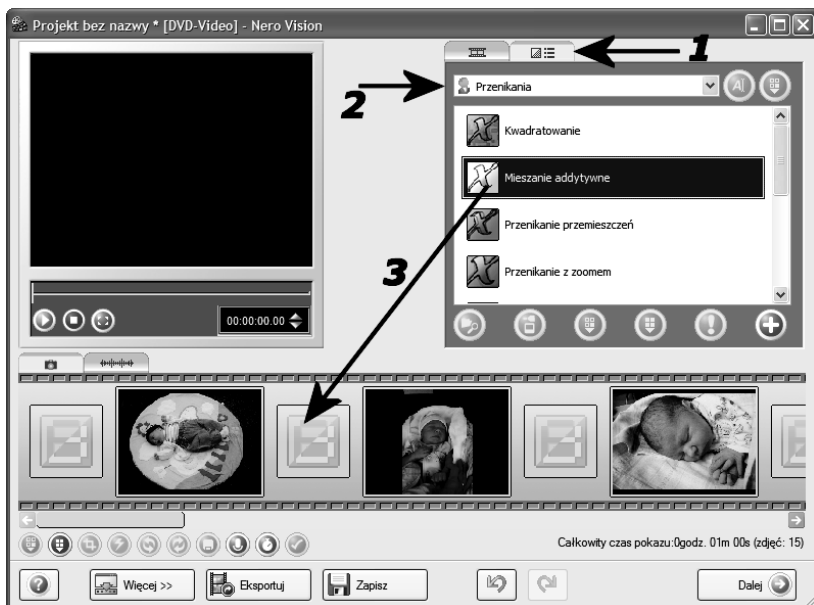 Projekt bez nazwy * [DVD-Video] - Nero Vision
1
2
Przenikania
Kwadratowanie
Mieszanie addytywne
Przenikanie przemieszczeń
3
Przenikanie z zoomem
00:00:00.00
Całkowity czas pokazu:0godz. 01m 00s (zdjęć: 15)
Więcej >>
Eksportuj
Zapisz
Dalej